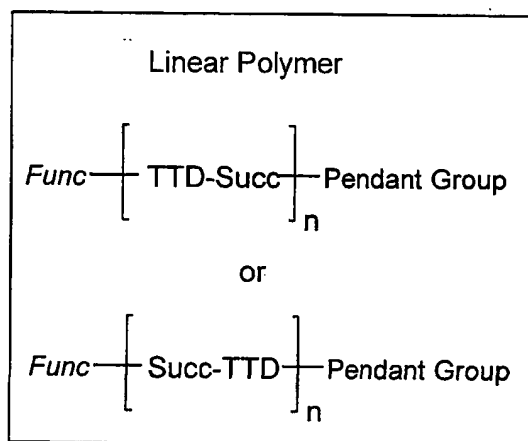 Linear Polymer
Func[TTD-Succ]n Pendant Group
or
Func[Succ-TTD]n Pendant Group